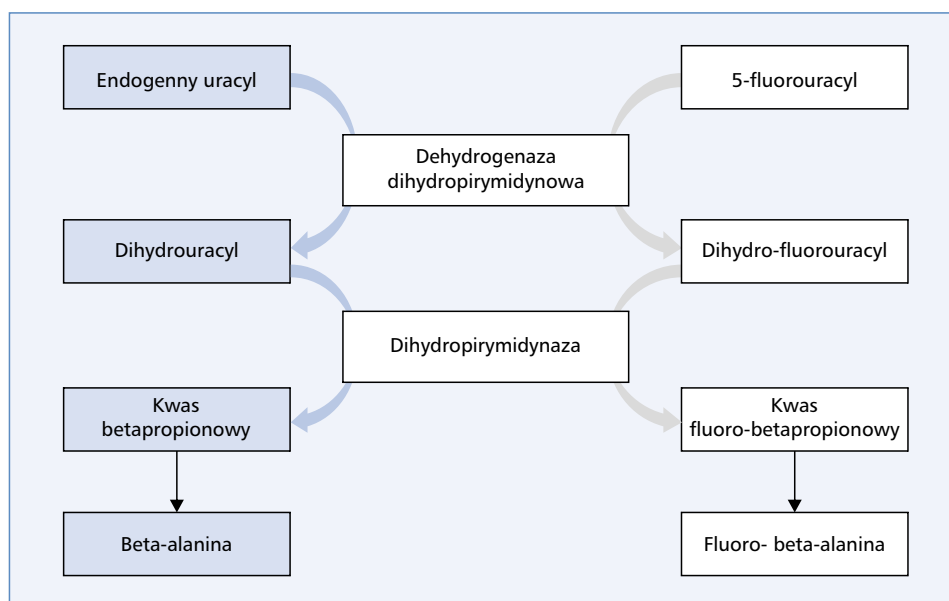 Endogenny uracyl
5-fluorouracyl
Dehydrogenaza
dihydropirymidynowa
Dihydrouracyl
Dihydro-fluorouracyl
Dihydropirymidynaza
Kwas
betapropionowy
Kwas
fluoro-betapropionowy
Beta-alanina
Fluoro- beta-alanina